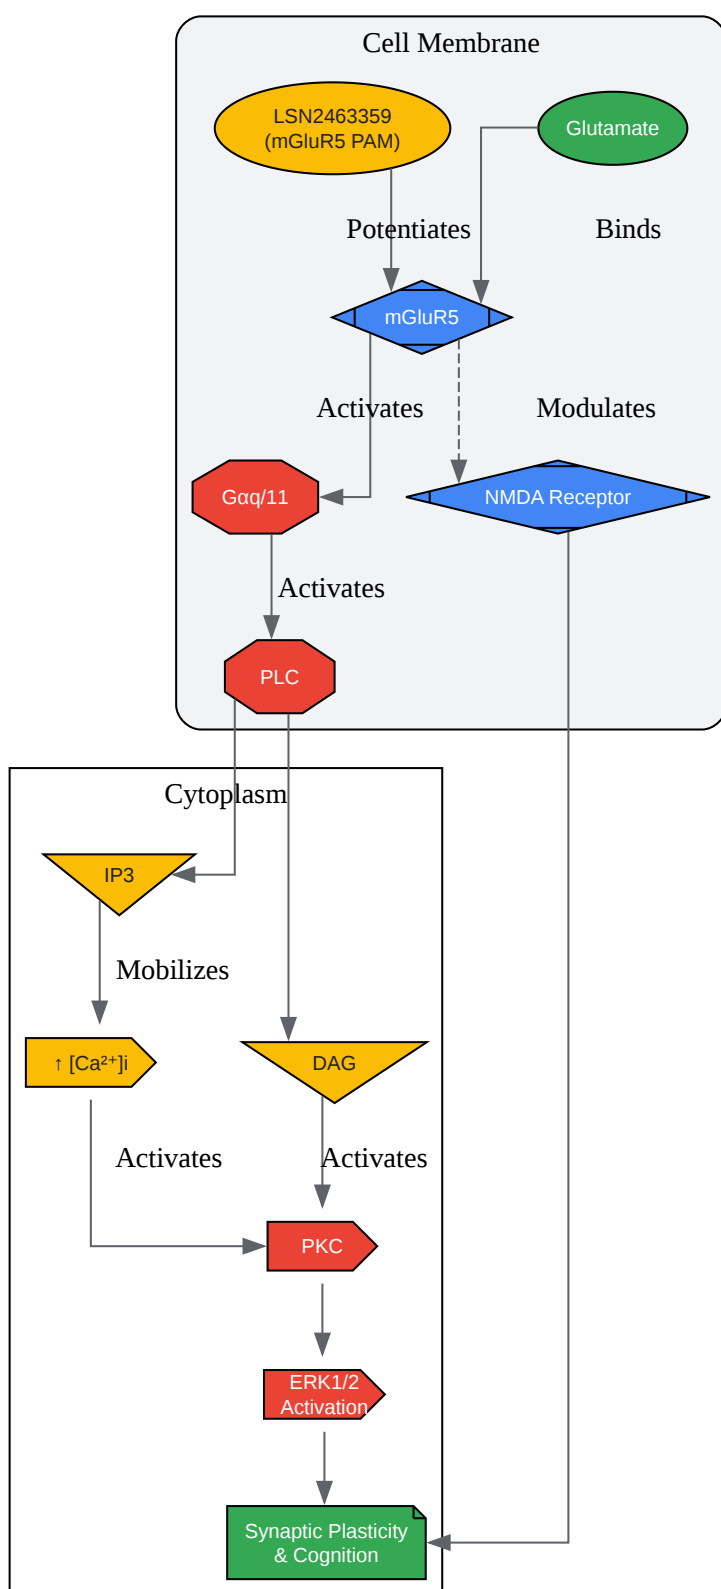 Cell Membrane
LSN2463359
(mGluR5 PAM)
Glutamate
Potentiates
Binds
mGluR5
Activates
Modulates
Gαq/11
NMDA Receptor
Activates
PLC
Cytoplasm
IP3
Mobilizes
↑ [Ca²⁺]i
DAG
Activates
Activates
PKC
ERK1/2
Activation
Synaptic Plasticity
& Cognition